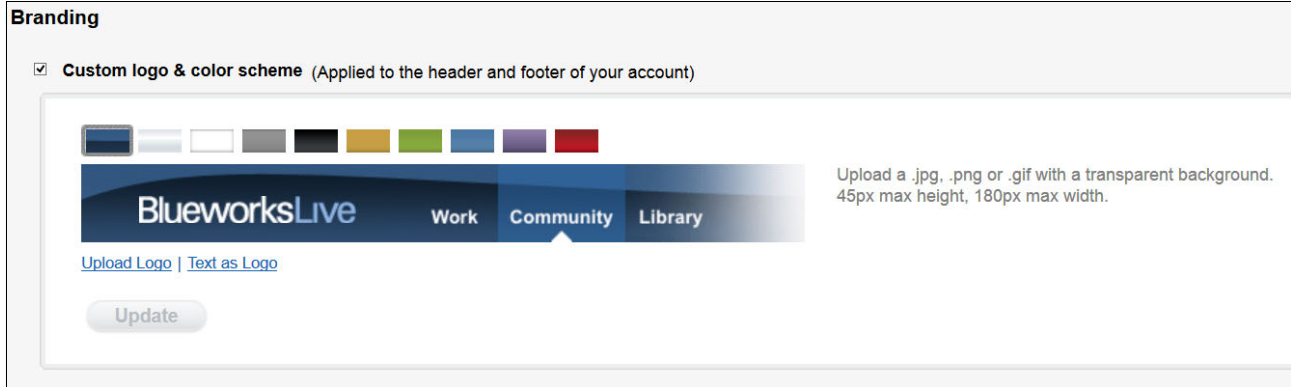 Branding
Custom logo & color scheme (Applied to the header and footer of your account)
BlueworksLive Work Community Library
Upload a .jpg, .png or .gif with a transparent background.
45px max height, 180px max width.
Upload Logo | Text as Logo
Update